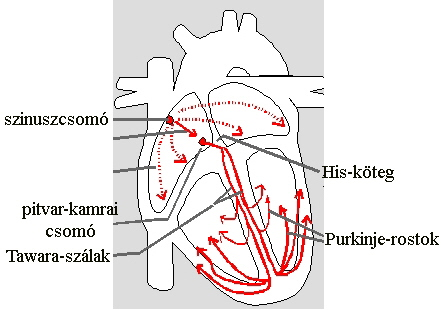 szinuszcsomó
His-köteg
pitvar-kamrai
csomó
Purkinje-rostok
Tawara-szálak